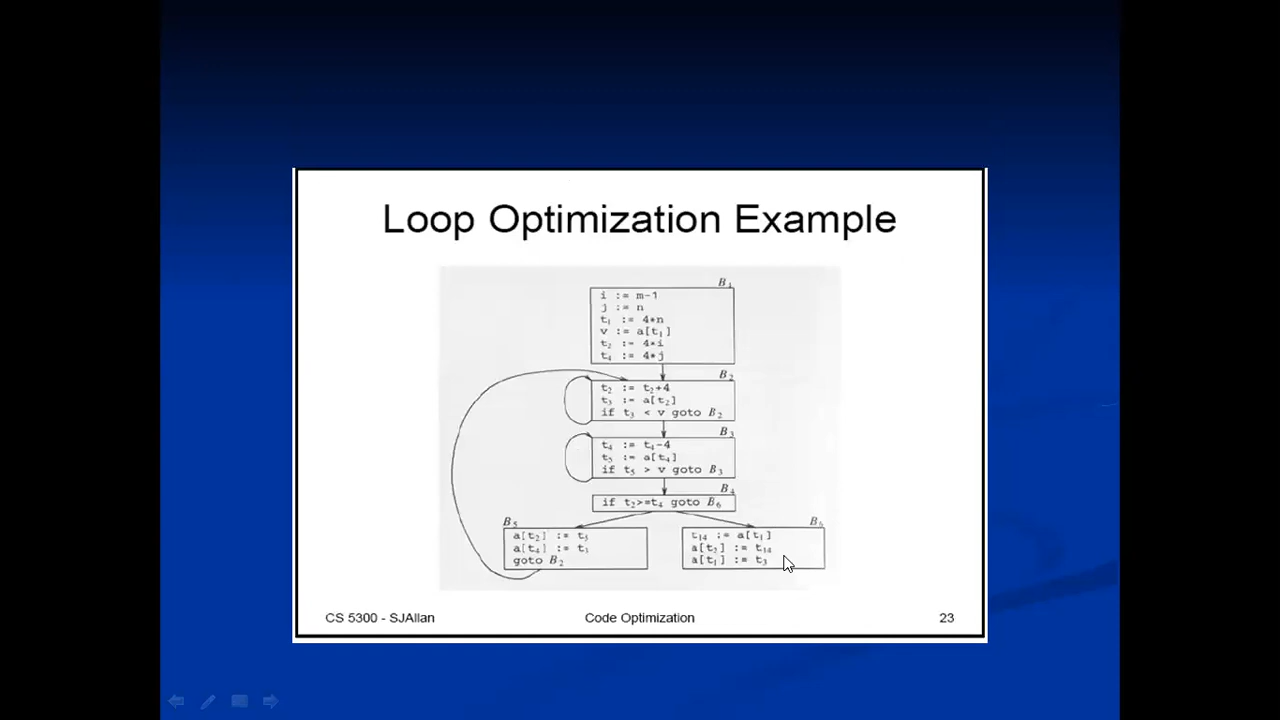 Loop Optimization Example
B₁
i := m-1
j := n
t₁ := 4*n
v := a[t₁]
t₂ := 4*i
t₄ := 4*j
B₂
t₂ := t₂+4
t₃ := a[t₂]
if t₃ < v goto B₂
B₃
t₄ := t₄-4
t₅ := a[t₄]
if t₅ > v goto B₃
B₄
if t₂>=t₄ goto B₆
B₅
a[t₂] := t₅
a[t₄] := t₃
goto B₂
B₆
t₁₄ := a[t₁]
a[t₂] := t₁₄
a[t₁] := t₃
CS 5300 - SJAllan
Code Optimization
23